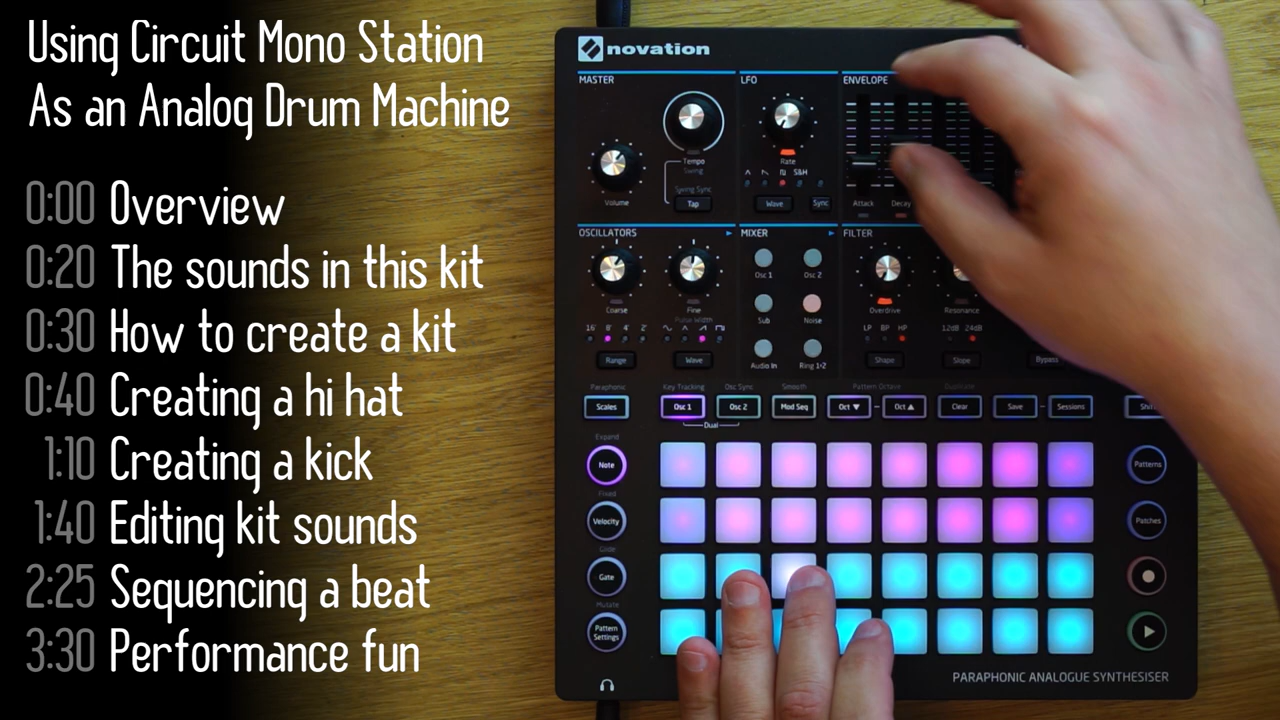 Using Circuit Mono Station
As an Analog Drum Machine
0:00 Overview
0:20 The sounds in this kit
0:30 How to create a kit
0:40 Creating a hi hat
1:10 Creating a kick
1:40 Editing kit sounds
2:25 Sequencing a beat
3:30 Performance fun
novation
MASTER LFO ENVELOPE
Tempo
Swing
Rate
Swing Sync
S&H
Volume Tap Wave Sync Attack Decay
OSCILLATORS MIXER FILTER
Osc 1 Osc 2
Coarse Fine Sub Noise Overdrive Resonance
Pulse Width
16' 8' 4' 2' LP BP HP 12dB 24dB
Range Wave Audio In Ring 1*2 Shape Slope Bypass
Paraphonic Key Tracking Osc Sync Smooth Pattern Octave Duplicate
Scales Osc 1 Osc 2 Mod Seq Oct ▼ Oct ▲ Clear Save Sessions
Dual
Expand
Note Patterns
Fixed
Velocity Patches
Glide
Gate
Mutate
Pattern
Settings
PARAPHONIC ANALOGUE SYNTHESISER